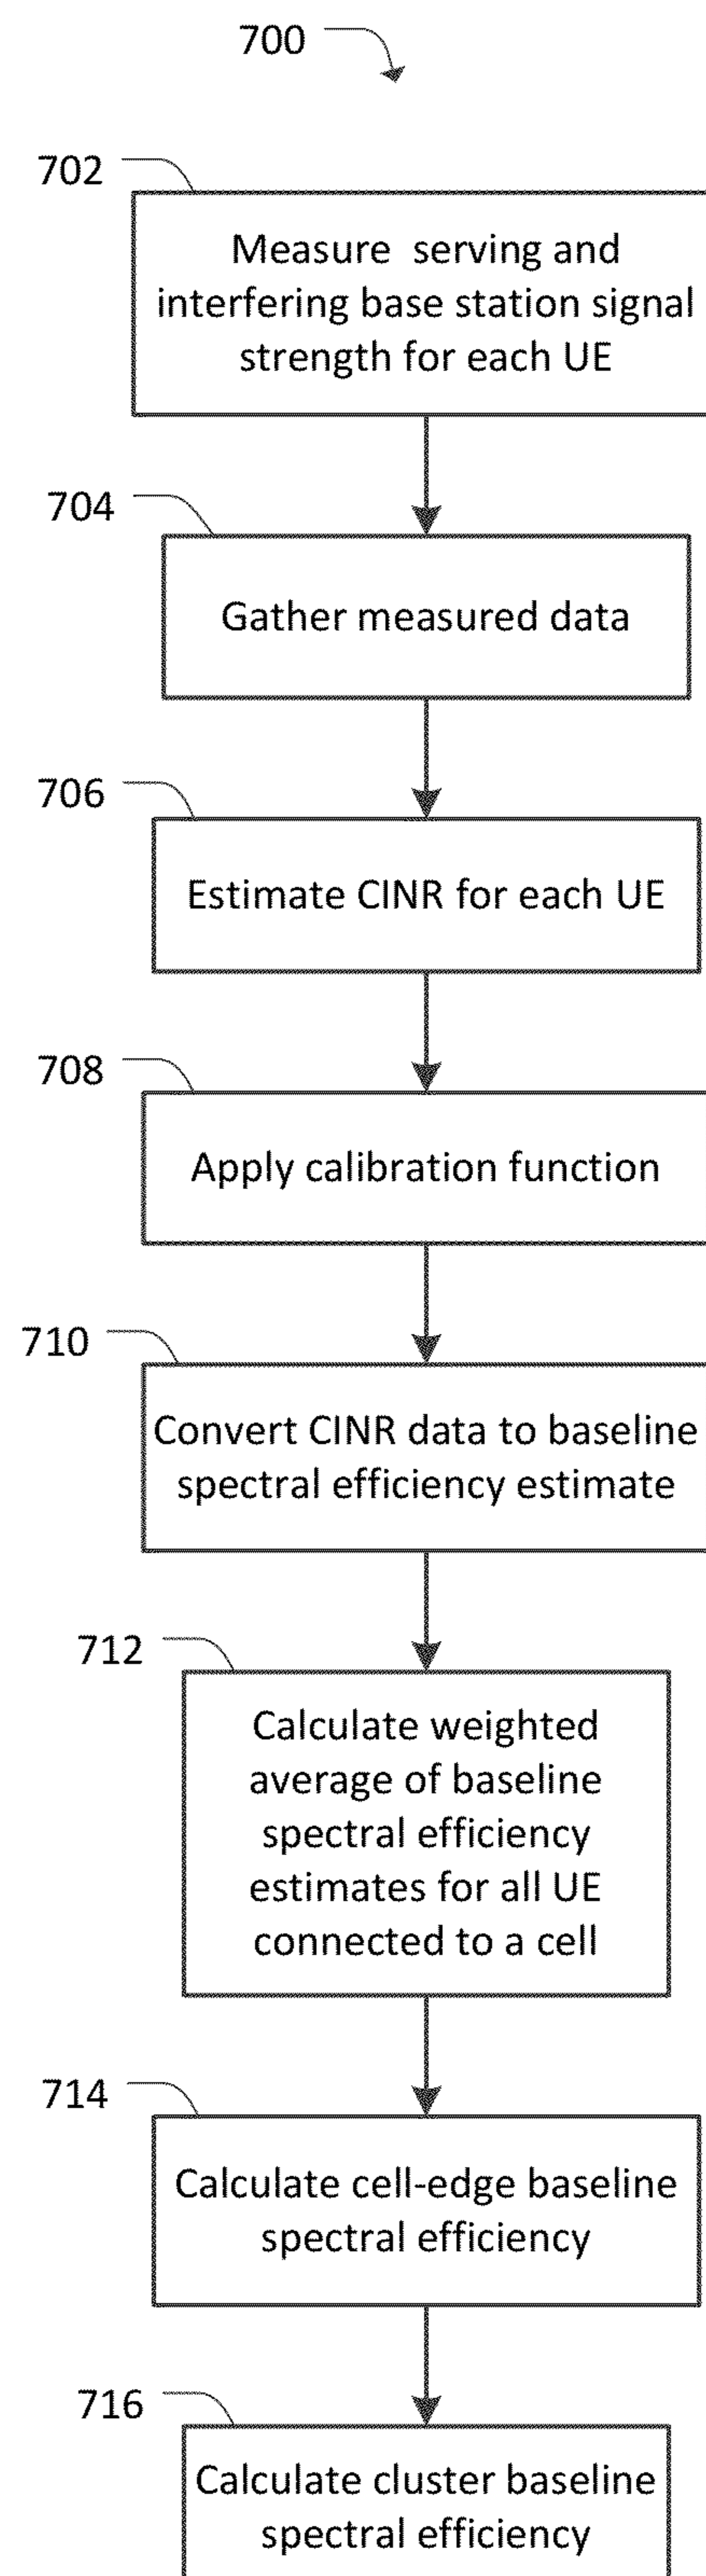 700
702
Measure serving and
interfering base station signal
strength for each UE
704
Gather measured data
706
Estimate CINR for each UE
708
Apply calibration function
710
Convert CINR data to baseline
spectral efficiency estimate
712
Calculate weighted
average of baseline
spectral efficiency
estimates for all UE
connected to a cell
714
Calculate cell-edge baseline
spectral efficiency
716
Calculate cluster baseline
spectral efficiency